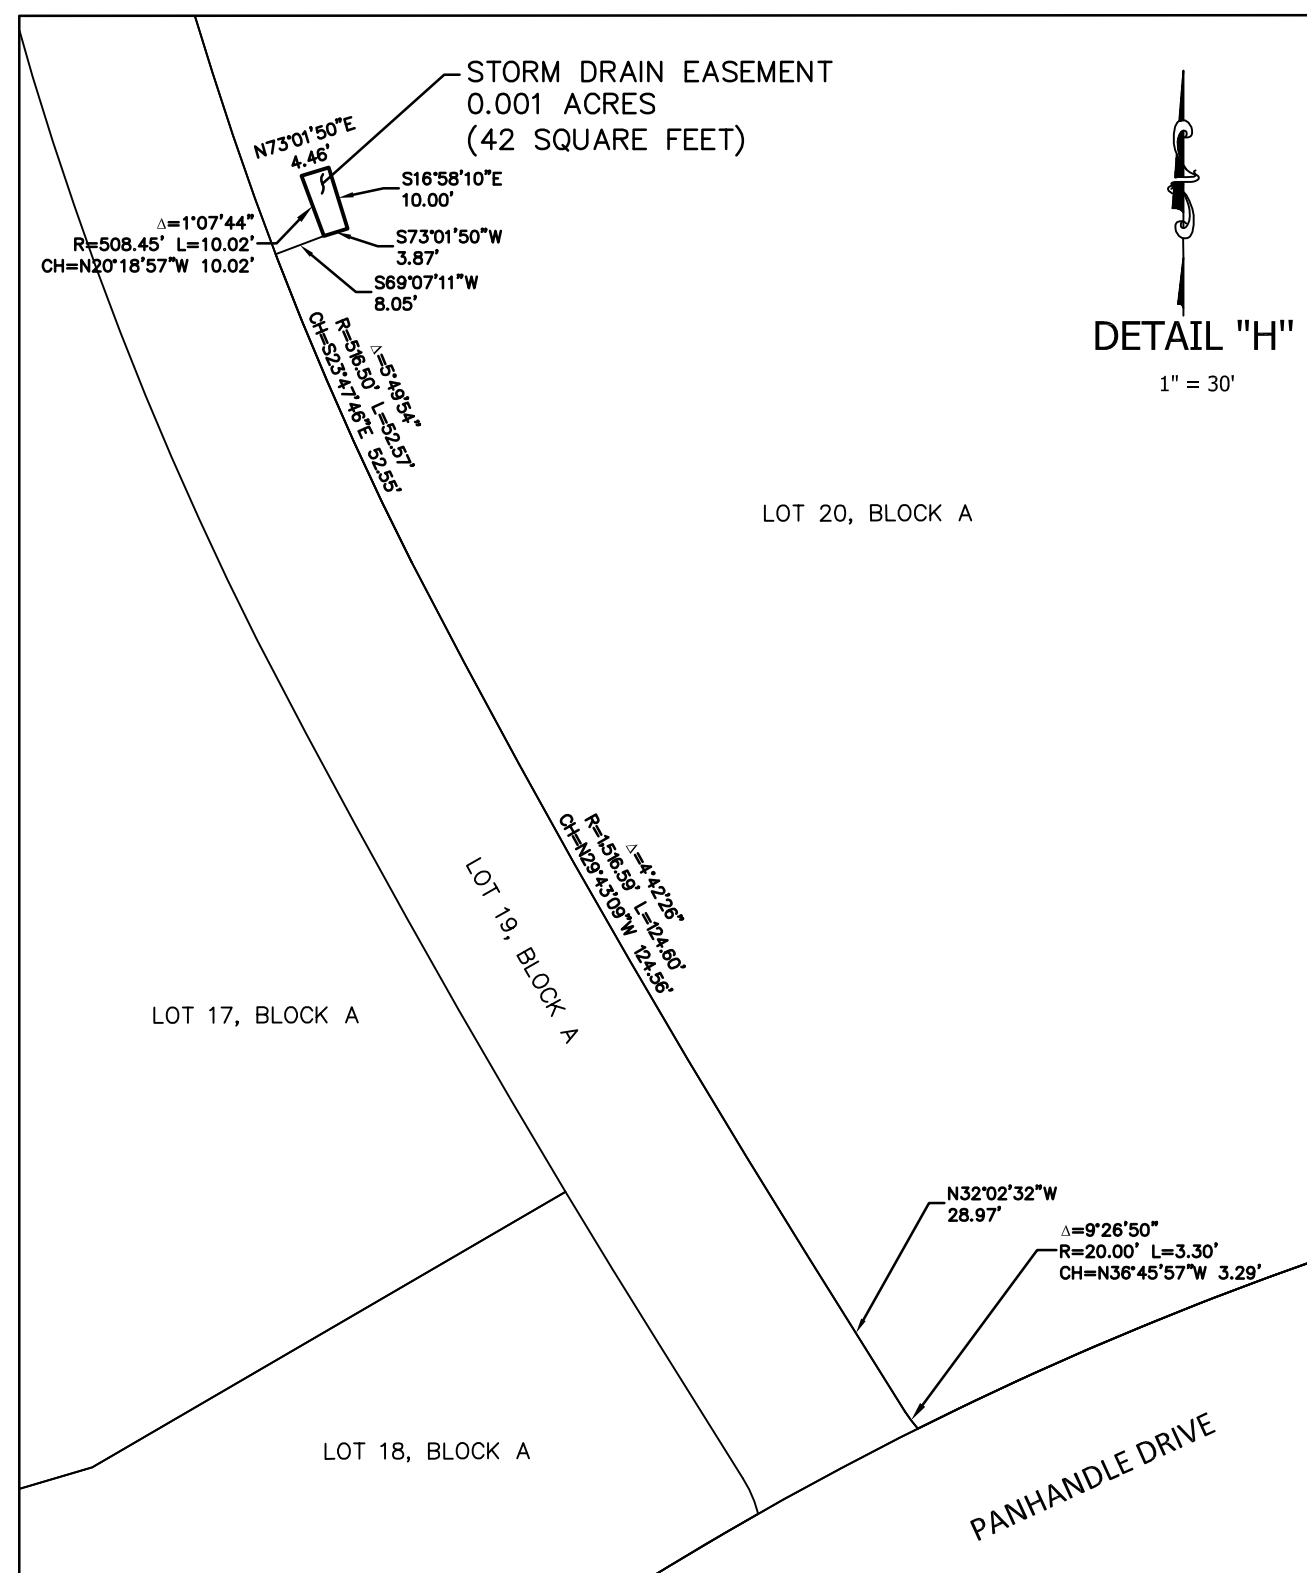 STORM DRAIN EASEMENT
0.001 ACRES
(42 SQUARE FEET)
N73°01'50"E
4.46'
S16°58'10"E
10.00'
Δ=1°07'44"
R=508.45' L=10.02'
CH=N20°18'57"W 10.02'
S73°01'50"W
3.87'
S69°07'11"W
8.05'
Δ=5°49'54"
R=516.50' L=52.57'
CH=S23°47'46"E 52.55'
DETAIL "H"
1" = 30'
LOT 20, BLOCK A
Δ=4°42'26"
R=1,516.59' L=124.60'
CH=N29°43'09"W 124.56'
LOT 19, BLOCK A
LOT 17, BLOCK A
N32°02'32"W
28.97'
Δ=9°26'50"
R=20.00' L=3.30'
CH=N36°45'57"W 3.29'
LOT 18, BLOCK A
PANHANDLE DRIVE